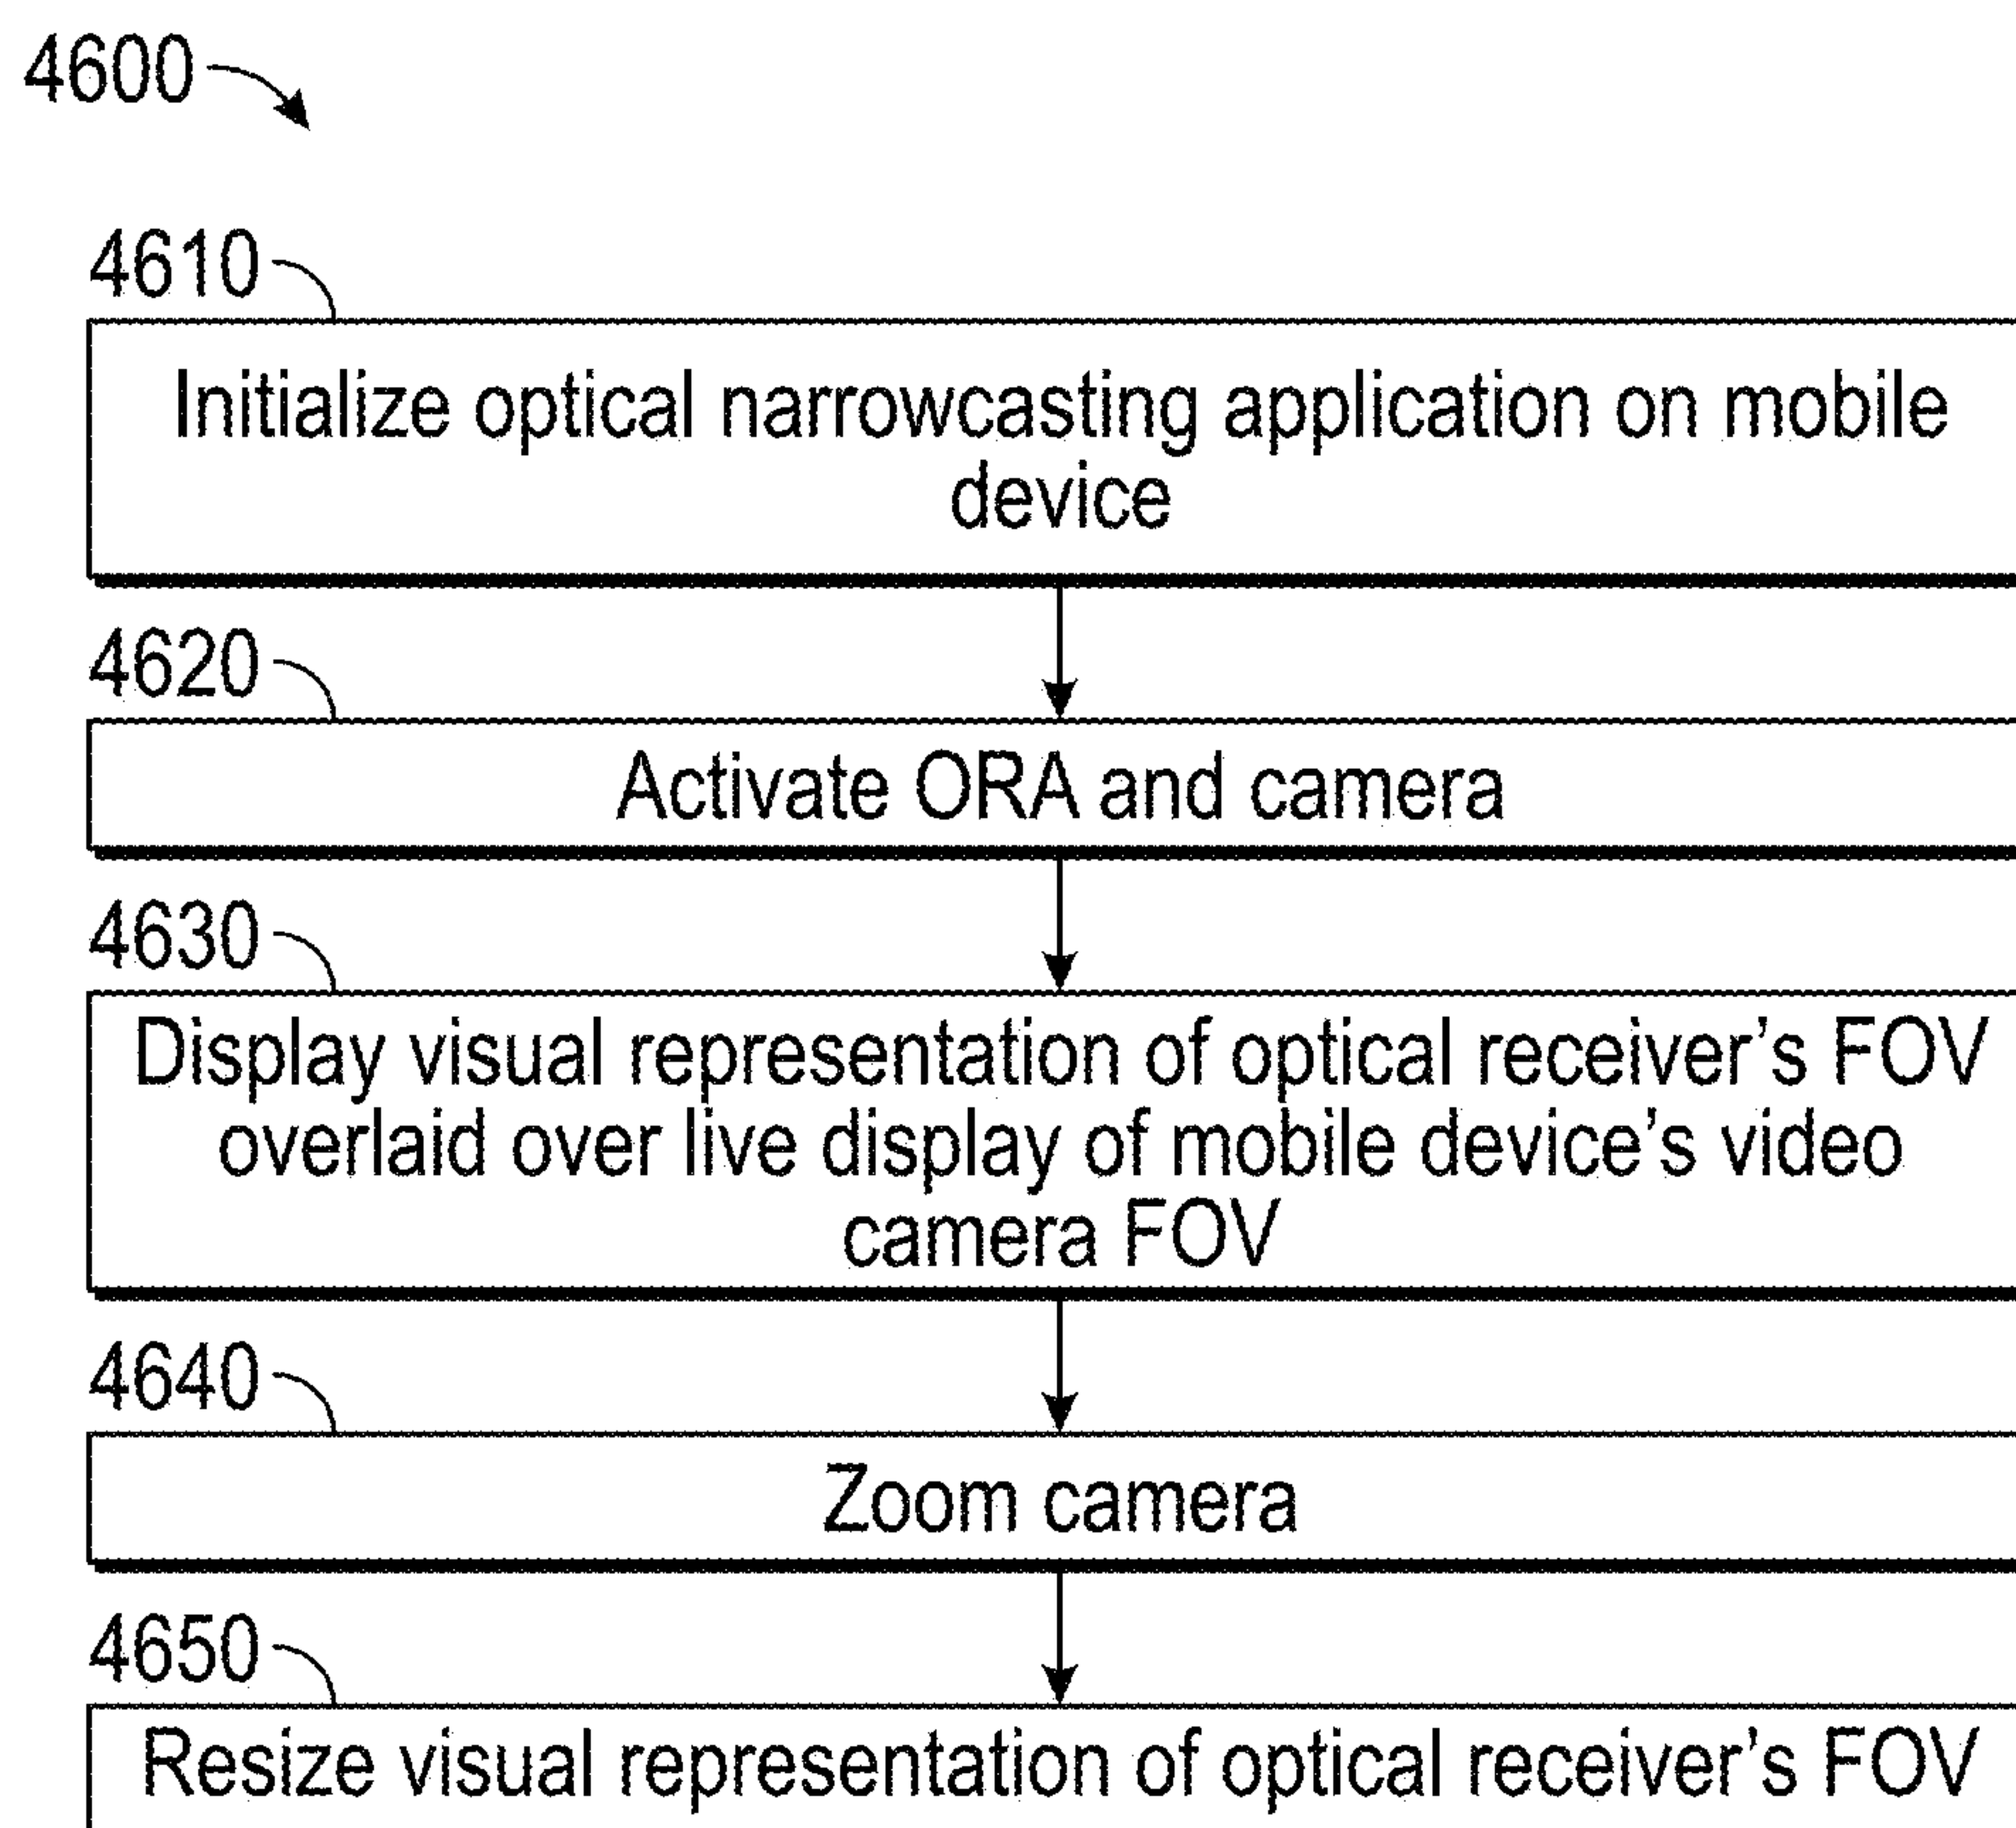 4600
4610
Initialize optical narrowcasting application on mobile
device
4620
Activate ORA and camera
4630
Display visual representation of optical receiver's FOV
overlaid over live display of mobile device's video
camera FOV
4640
Zoom camera
4650
Resize visual representation of optical receiver's FOV